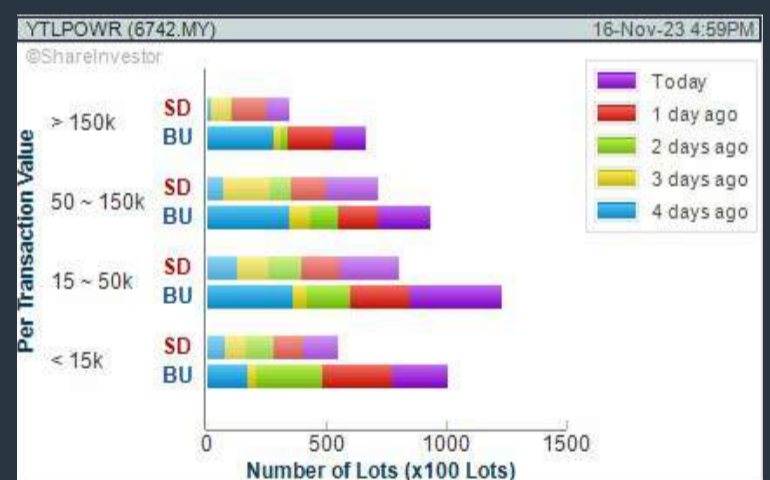 YTLPOWR (6742.MY) 16-Nov-23 4:59PM
©ShareInvestor
Per Transaction Value
> 150k
SD
BU
50 ~ 150k
SD
BU
15 ~ 50k
SD
BU
< 15k
SD
BU
0 500 1000 1500
Number of Lots (x100 Lots)
Today
1 day ago
2 days ago
3 days ago
4 days ago